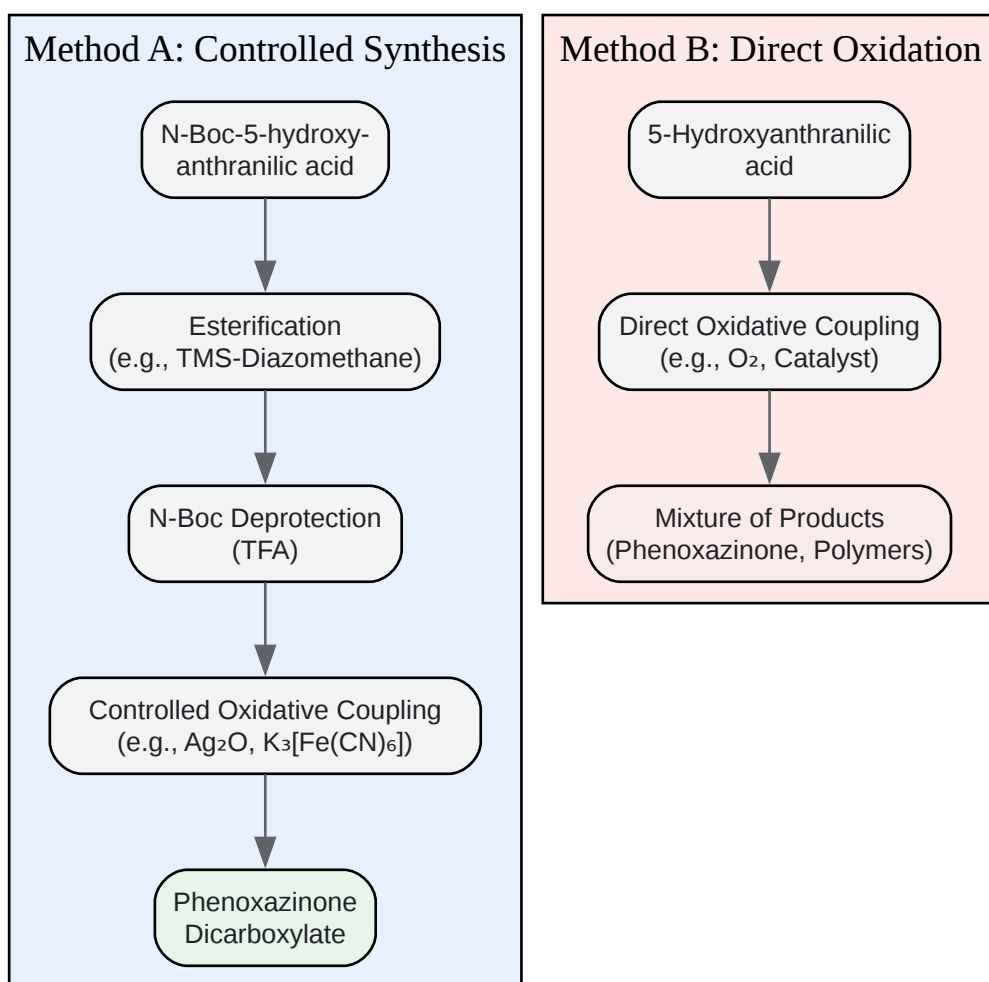 Method A: Controlled Synthesis
N-Boc-5-hydroxy-
anthranilic acid
Esterification
(e.g., TMS-Diazomethane)
N-Boc Deprotection
(TFA)
Controlled Oxidative Coupling
(e.g., Ag₂O, K₃[Fe(CN)₆])
Phenoxazinone
Dicarboxylate
Method B: Direct Oxidation
5-Hydroxyanthranilic
acid
Direct Oxidative Coupling
(e.g., O₂, Catalyst)
Mixture of Products
(Phenoxazinone, Polymers)